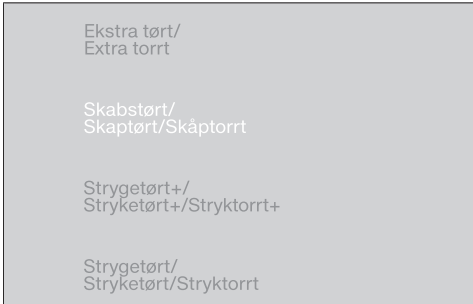 Ekstra tørt/
Extra torrt
Skabstørt/
Skaptørt/Skåptorrt
Strygetørt+/
Stryketørt+/Stryktorrt+
Strygetørt/
Stryketørt/Stryktorrt